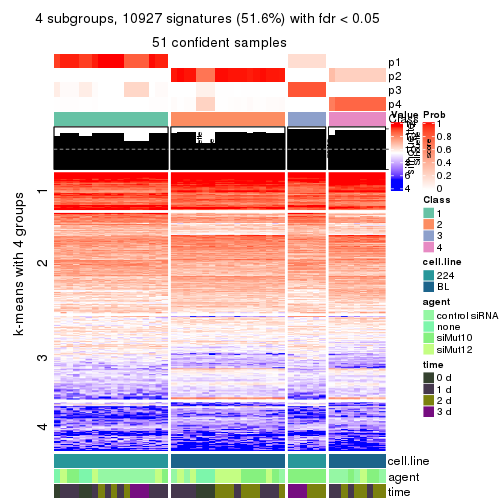 4 subgroups, 10927 signatures (51.6%) with fdr < 0.05
51 confident samples
p1
p2
p3
p4
Class
Value
Prob
1
0.8
0.6
0.4
0.2
0
4
score
Class
1
2
3
4
cell.line
224
BL
agent
control siRNA
none
siMut10
siMut12
time
0 d
1 d
2 d
3 d
k-means with 4 groups
1
2
3
4
cell.line
agent
time